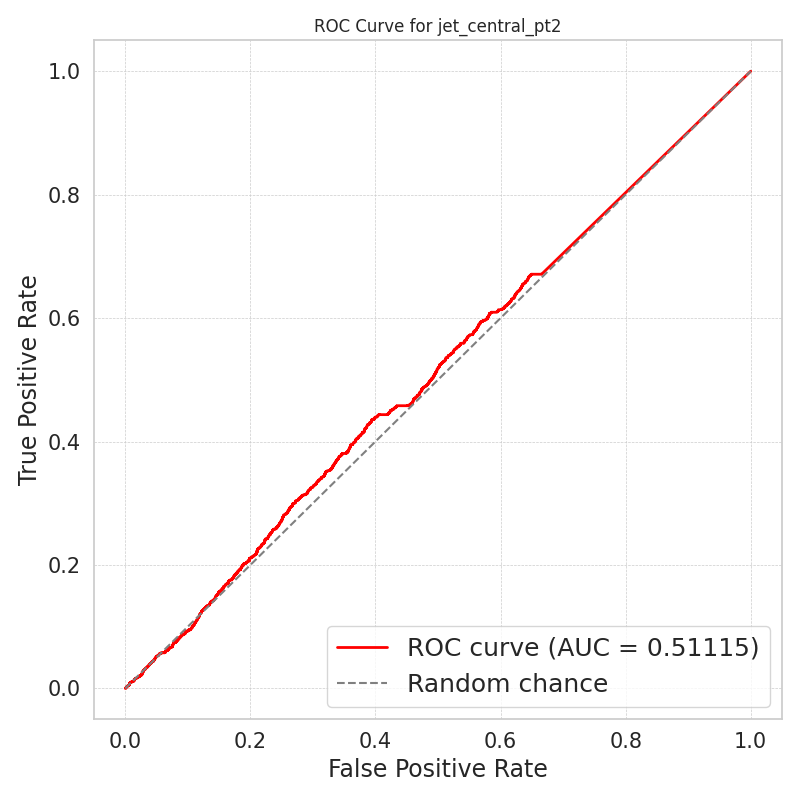 ROC Curve for jet_central_pt2
1.0
0.8
0.6
0.4
0.2
0.0
True Positive Rate
ROC curve (AUC = 0.51115)
Random chance
0.0 0.2 0.4 0.6 0.8 1.0
False Positive Rate